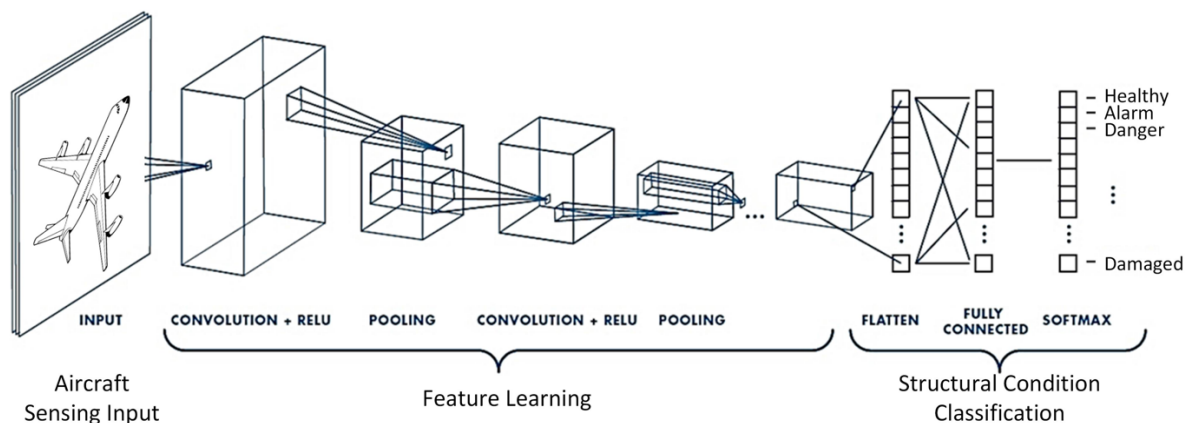 Healthy
Alarm
Danger
Damaged
INPUT
CONVOLUTION + RELU
POOLING
CONVOLUTION + RELU
POOLING
FLATTEN
FULLY
CONNECTED
SOFTMAX
Aircraft
Sensing Input
Feature Learning
Structural Condition
Classification